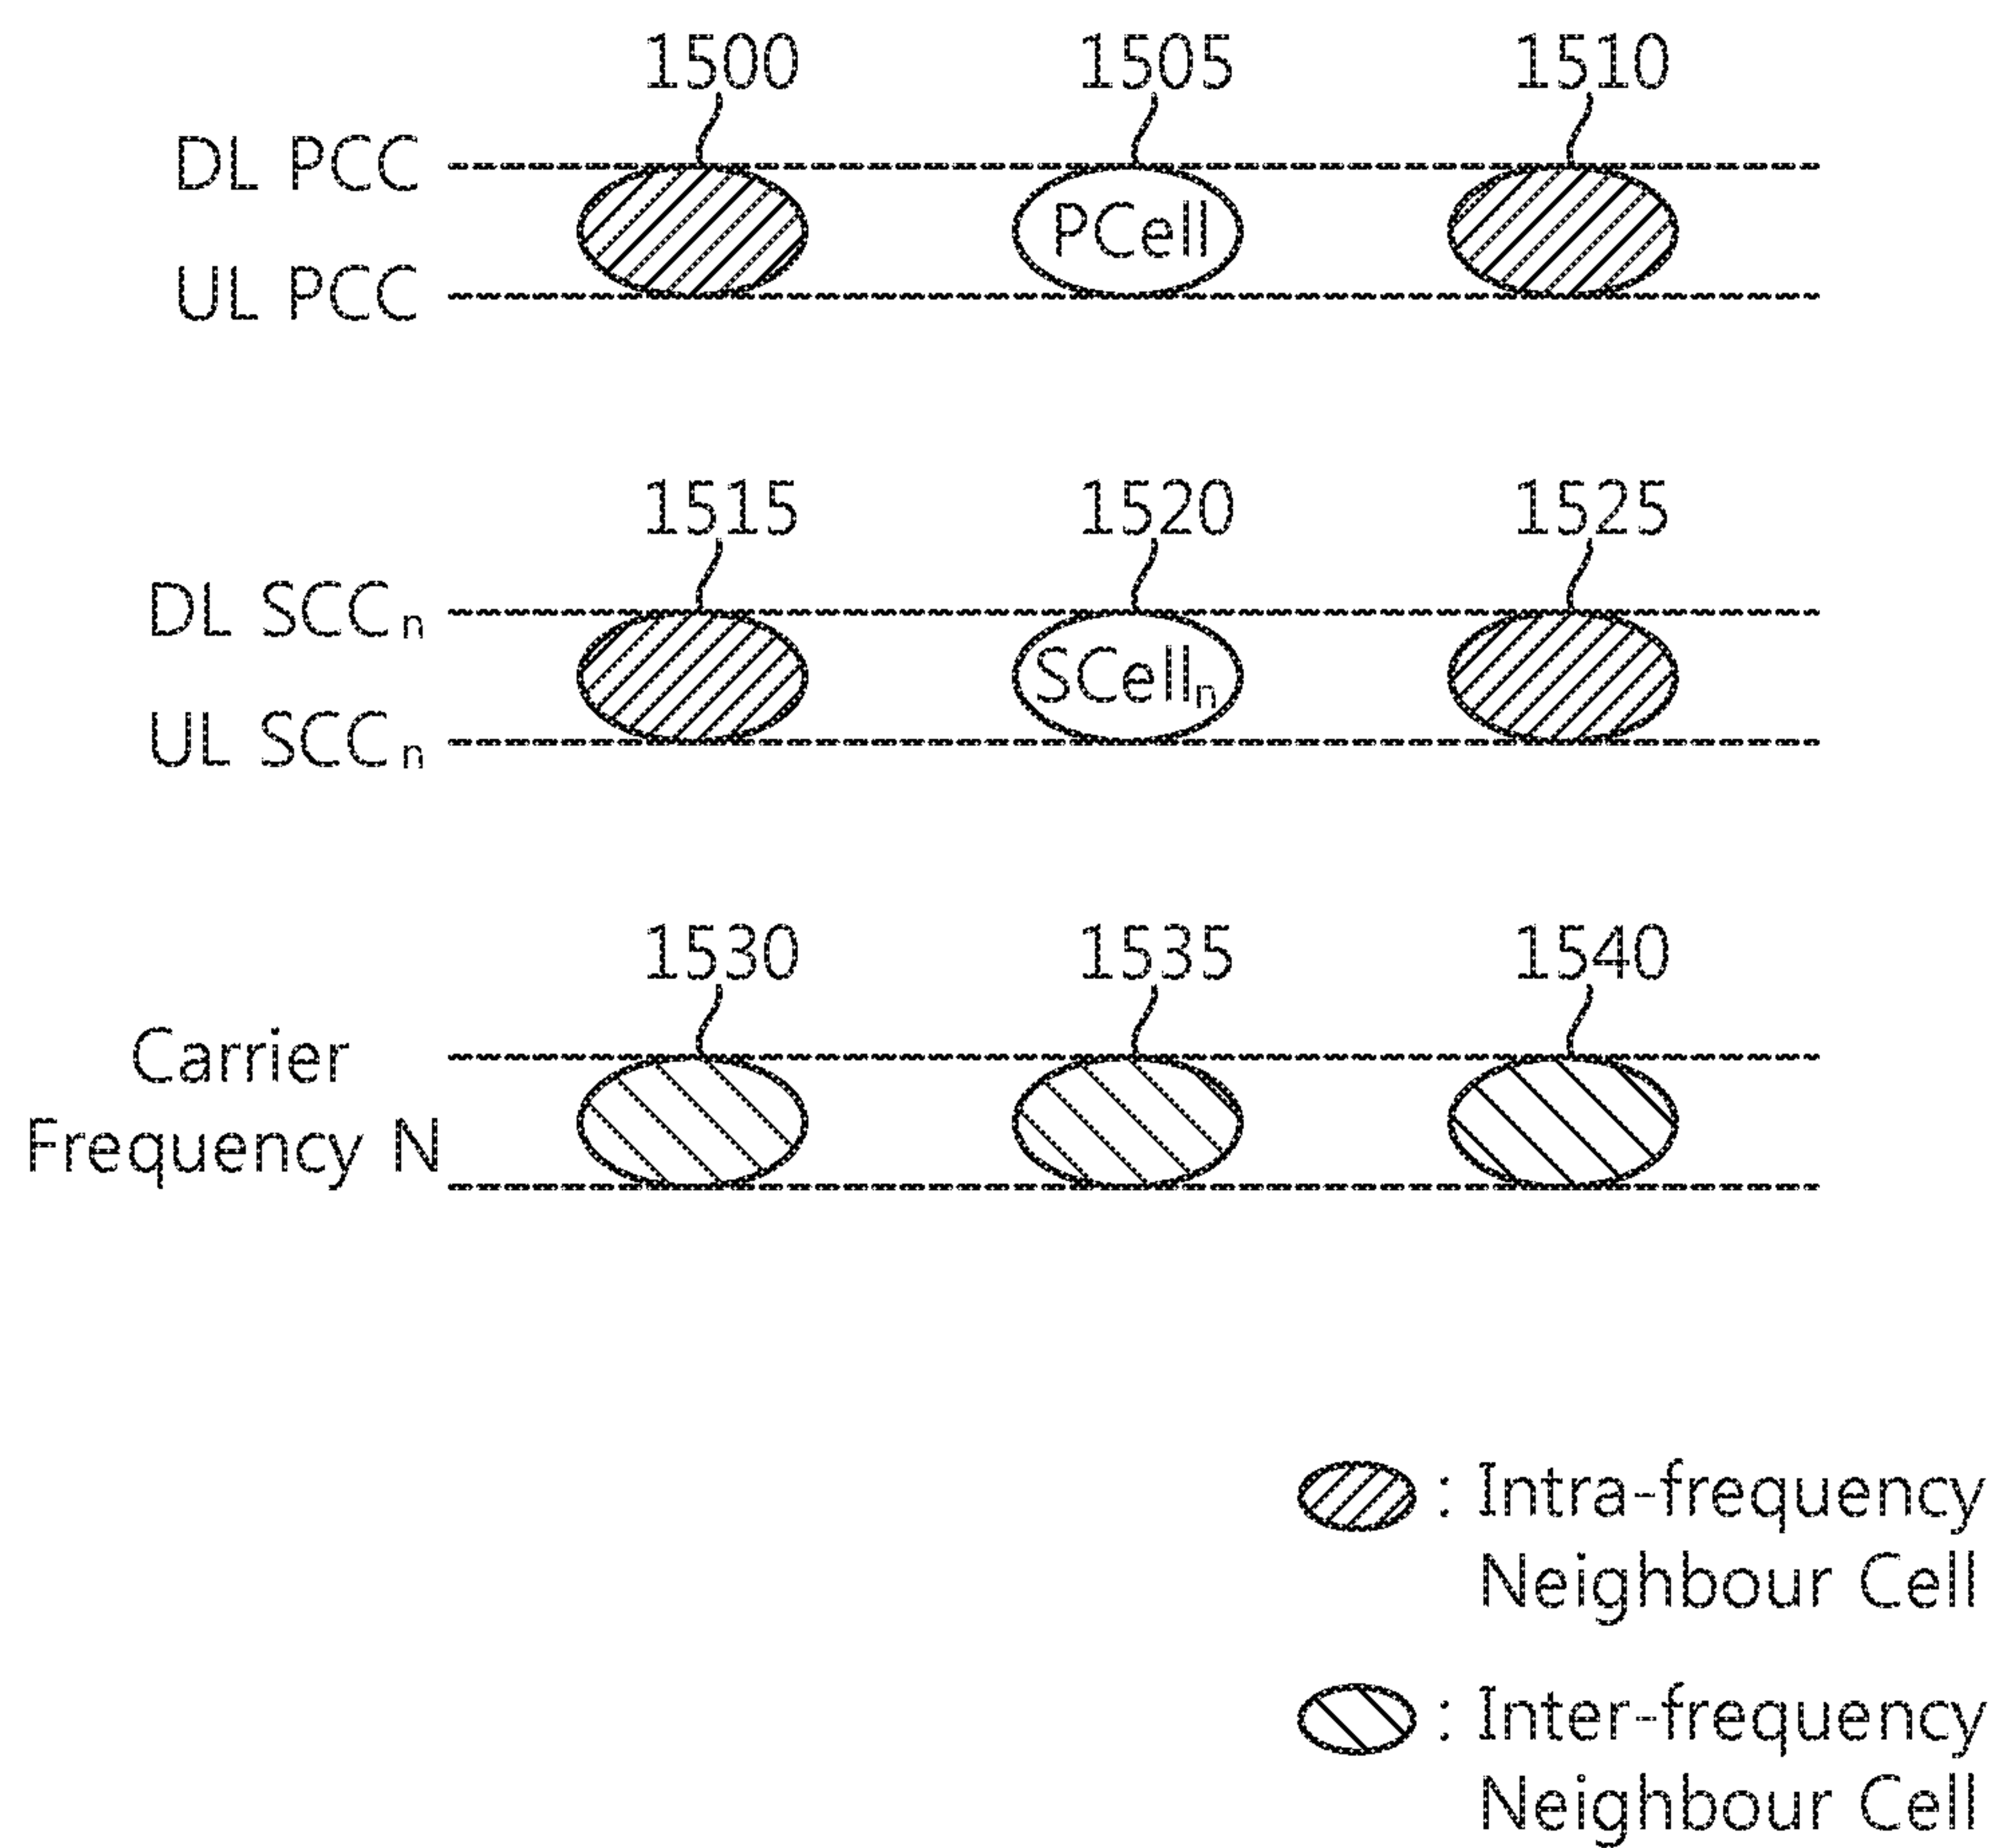 1500 1505 1510
DL PCC
PCell
UL PCC
1515 1520 1525
DL SCCn
SCelln
UL SCCn
1530 1535 1540
Carrier
Frequency N
: Intra-frequency
Neighbour Cell
: Inter-frequency
Neighbour Cell